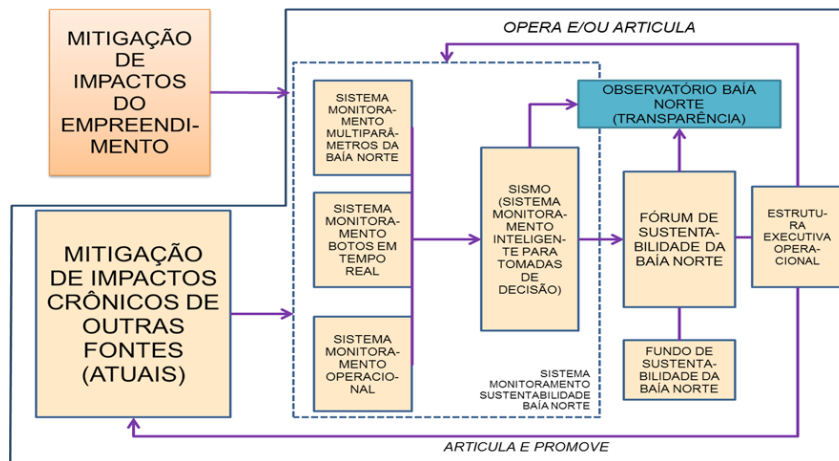 OPERA E/OU ARTICULA
MITIGAÇÃO
DE
IMPACTOS
DO
EMPREENDI-
MENTO
MITIGAÇÃO
DE IMPACTOS
CRÔNICOS DE
OUTRAS
FONTES
(ATUAIS)
SISTEMA
MONITORAMENTO
MULTIPARÂ-
METROS DA
BAÍA NORTE
SISTEMA
MONITORA-
MENTO
BOTOS EM
TEMPO
REAL
SISTEMA
MONITORA-
MENTO
OPERACIO-
NAL
SISMO
(SISTEMA
MONITORA-
MENTO
INTELIGEN-
TE PARA
TOMADAS
DE
DECISÃO)
SISTEMA
MONITORAMENTO
SUSTENTABILIDADE
BAÍA NORTE
OBSERVATÓRIO BAÍA
NORTE
(TRANSPARÊNCIA)
FÓRUM DE
SUSTENTA-
BILIDADE DA
BAÍA NORTE
FUNDO DE
SUSTENTA-
BILIDADE DA
BAÍA NORTE
ESTRUTU
RA
EXECUTIVA
OPERA-
CIONAL
ARTICULA E PROMOVE